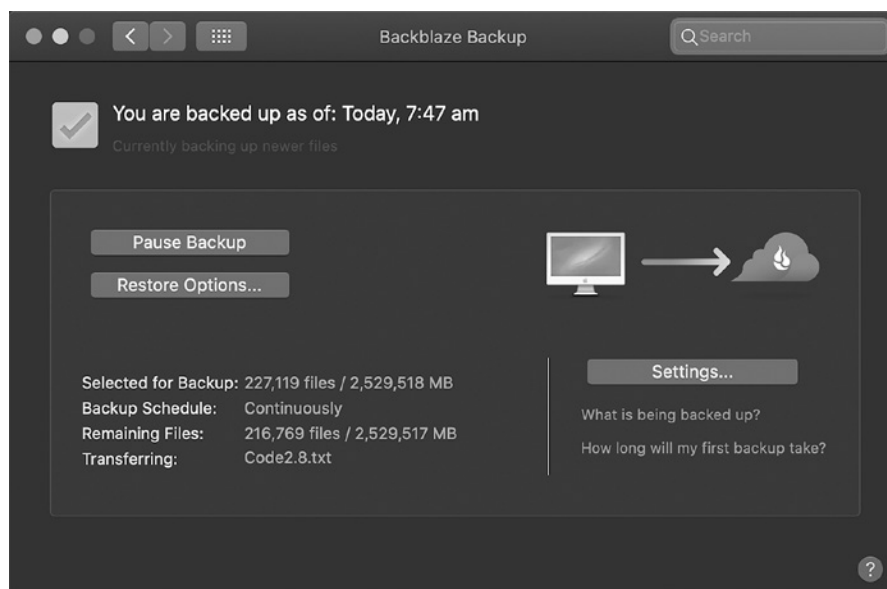 Backblaze Backup
Search
You are backed up as of: Today, 7:47 am
Currently backing up newer files
Pause Backup
Restore Options...
Selected for Backup: 227,119 files / 2,529,518 MB
Backup Schedule: Continuously
Remaining Files: 216,769 files / 2,529,517 MB
Transferring: Code2.8.txt
Settings...
What is being backed up?
How long will my first backup take?
?